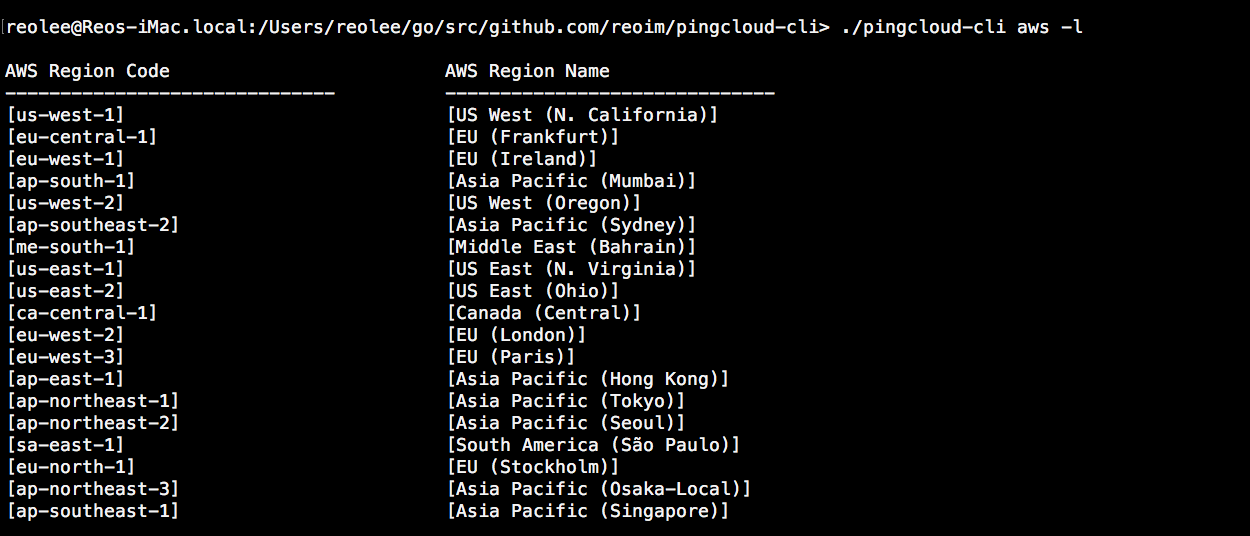 reolee@Reos-iMac.local:/Users/reolee/go/src/github.com/reoim/pingcloud-cli> ./pingcloud-cli aws -l
AWS Region Code                         AWS Region Name
------------------------------          ------------------------------
[us-west-1]                             [US West (N. California)]
[eu-central-1]                          [EU (Frankfurt)]
[eu-west-1]                             [EU (Ireland)]
[ap-south-1]                            [Asia Pacific (Mumbai)]
[us-west-2]                             [US West (Oregon)]
[ap-southeast-2]                        [Asia Pacific (Sydney)]
[me-south-1]                            [Middle East (Bahrain)]
[us-east-1]                             [US East (N. Virginia)]
[us-east-2]                             [US East (Ohio)]
[ca-central-1]                          [Canada (Central)]
[eu-west-2]                             [EU (London)]
[eu-west-3]                             [EU (Paris)]
[ap-east-1]                             [Asia Pacific (Hong Kong)]
[ap-northeast-1]                        [Asia Pacific (Tokyo)]
[ap-northeast-2]                        [Asia Pacific (Seoul)]
[sa-east-1]                             [South America (São Paulo)]
[eu-north-1]                            [EU (Stockholm)]
[ap-northeast-3]                        [Asia Pacific (Osaka-Local)]
[ap-southeast-1]                        [Asia Pacific (Singapore)]